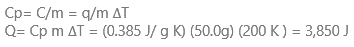 Cp= C/m = q/m ΔT
Q= Cp m ΔT = (0.385 J/ g K) (50.0g) (200 K ) = 3,850 J